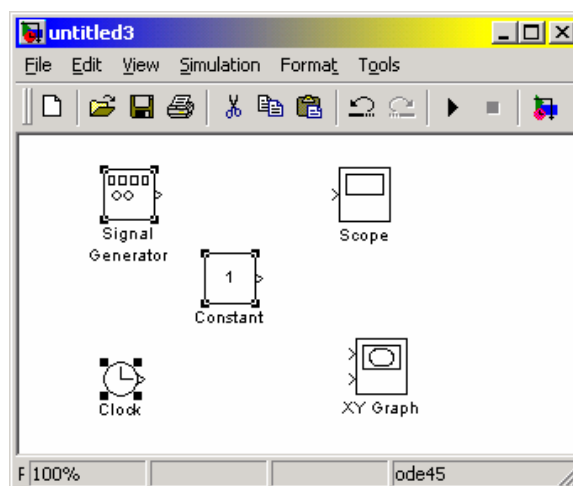 untitled3
File Edit View Simulation Format Tools
Signal
Generator
Scope
1
Constant
Clock
XY Graph
F 100% ode45